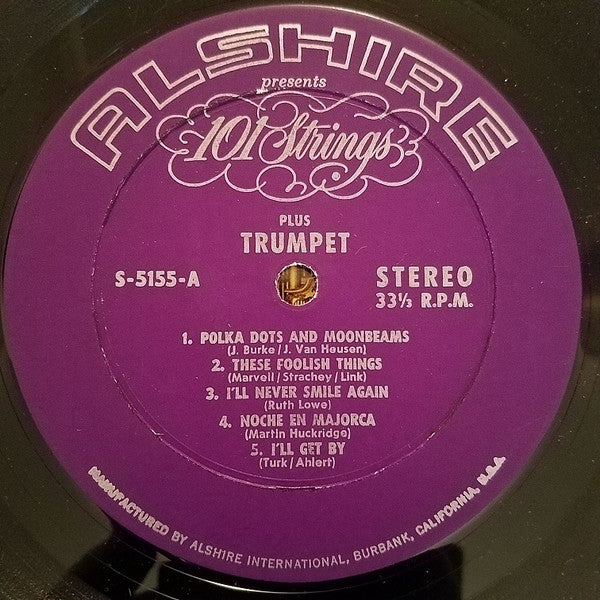 ALSHIRE
presents
101 Strings
®
PLUS
TRUMPET
S-5155-A
STEREO
33⅓ R.P.M.
1. POLKA DOTS AND MOONBEAMS
(J. Burke/J. Van Heusen)
2. THESE FOOLISH THINGS
(Marvell/Strachey/Link)
3. I'LL NEVER SMILE AGAIN
(Ruth Lowe)
4. NOCHE EN MAJORCA
(Martin Huckridge)
5. I'LL GET BY
(Turk/Ahlert)
MANUFACTURED BY ALSHIRE INTERNATIONAL, BURBANK, CALIFORNIA, U.S.A.